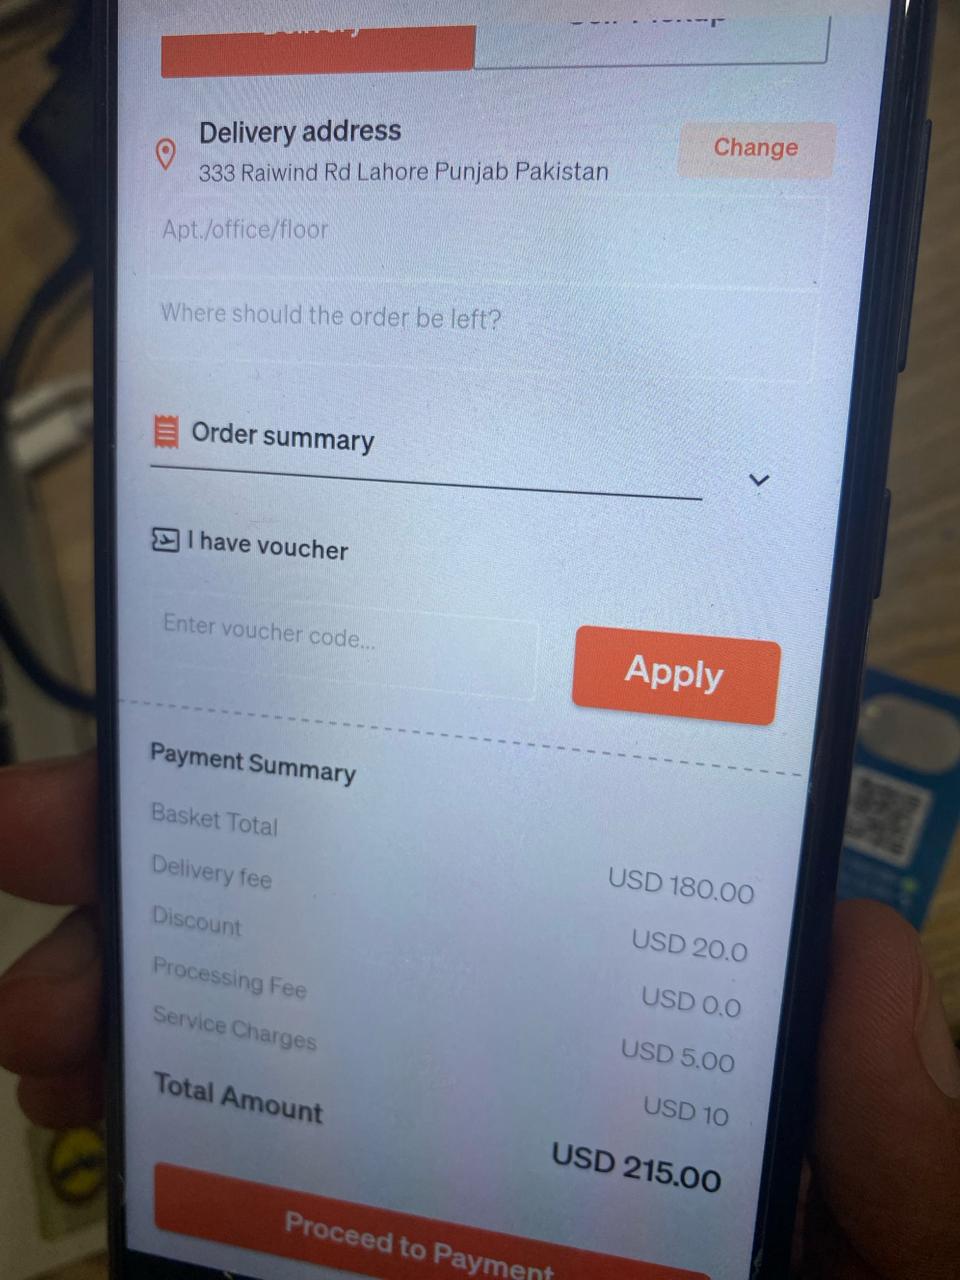 Delivery
Delivery address
333 Raiwind Rd Lahore Punjab Pakistan
Change
Apt./office/floor
Where should the order be left?
Order summary
I have voucher
Enter voucher code...
Apply
Payment Summary
Basket Total
USD 180.00
Delivery fee
USD 20.0
Discount
USD 0.0
Processing Fee
USD 5.00
Service Charges
USD 10
Total Amount
USD 215.00
Proceed to Payment